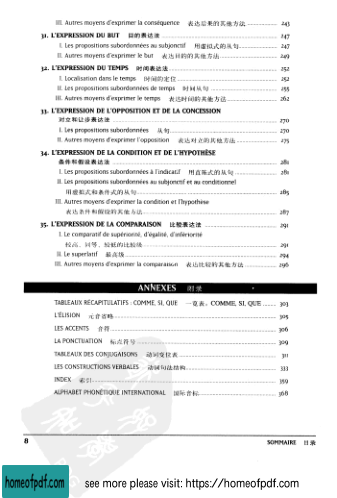 III. Autres moyens d'exprimer la conséquence 表达后果的其他方法 ........ 243
31. L'EXPRESSION DU BUT 目的表达法 ........ 247
I. Les propositions subordonnées au subjonctif 用虚拟式的从句 ........ 247
II. Autres moyens d'exprimer le but 表达目的的其他方法 ........ 249
32. L'EXPRESSION DU TEMPS 时间表达法 ........ 252
I. Localisation dans le temps 时间的定位 ........ 252
II. Les propositions subordonnées de temps 时间从句 ........ 255
III. Autres moyens d'exprimer le temps 表达时间的其他方法 ........ 262
33. L'EXPRESSION DE L'OPPOSITION ET DE LA CONCESSION
对立和让步表达法 ........ 270
I. Les propositions subordonnées 从句 ........ 270
II. Autres moyens d'exprimer l'opposition 表达对立的其他方法 ........ 275
34. L'EXPRESSION DE LA CONDITION ET DE L'HYPOTHÈSE
条件和假设表达法 ........ 281
I. Les propositions subordonnées à l'indicatif 用直陈式的从句 ........ 281
II. Les propositions subordonnées au subjonctif et au conditionnel
用虚拟式和条件式的从句 ........ 285
III. Autres moyens d'exprimer la condition et l'hypothèse
表达条件和假设的其他方法 ........ 287
35. L'EXPRESSION DE LA COMPARAISON 比较表达法 ........ 291
I. Le comparatif de supériorité, d'égalité, d'infériorité
较高、同等、较低的比较级 ........ 291
II. Le superlatif 最高级 ........ 294
III. Autres moyens d'exprimer la comparaison 表达比较的其他方法 ........ 296
ANNEXES 附录
TABLEAUX RECAPITULATIFS : COMME, SI, QUE 一览表：COMME, SI, QUE ........ 303
L'ÉLISION 元音省略 ........ 305
LES ACCENTS 音符 ........ 306
LA PONCTUATION 标点符号 ........ 309
TABLEAUX DES CONJUGAISONS 动词变位表 ........ 311
LES CONSTRUCTIONS VERBALES 动词句法结构 ........ 333
INDEX 索引 ........ 359
ALPHABET PHONÉTIQUE INTERNATIONAL 国际音标 ........ 368
8 SOMMAIRE 目录
homeofpdf.com see more please visit: https://homeofpdf.com